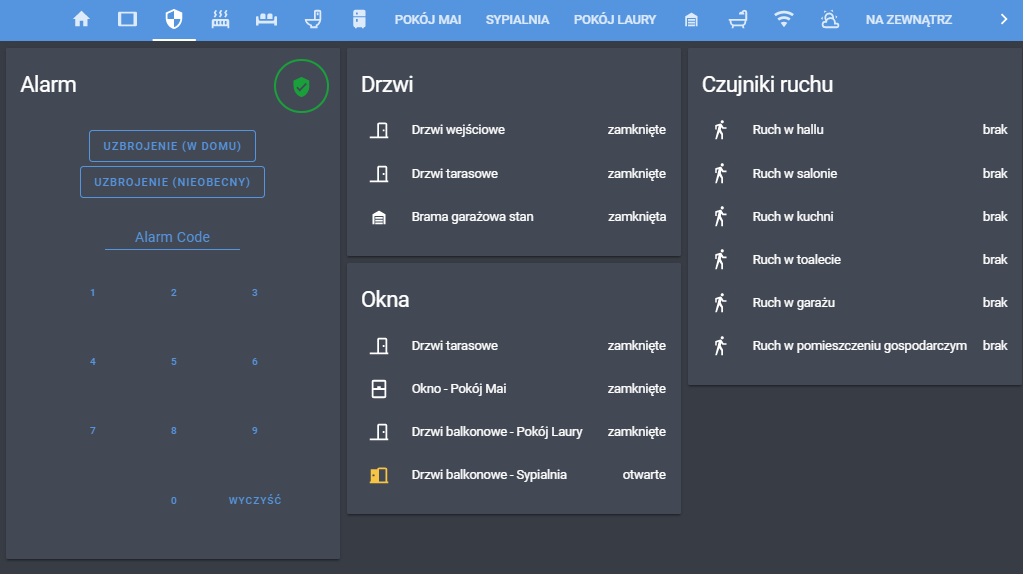 POKÓJ MAI SYPIALNIA POKÓJ LAURY NA ZEWNĄTRZ
Alarm
UZBROJENIE (W DOMU)
UZBROJENIE (NIEOBECNY)
Alarm Code
1 2 3
4 5 6
7 8 9
0 WYCZYŚĆ
Drzwi
Drzwi wejściowe zamknięte
Drzwi tarasowe zamknięte
Brama garażowa stan zamknięta
Okna
Drzwi tarasowe zamknięte
Okno - Pokój Mai zamknięte
Drzwi balkonowe - Pokój Laury zamknięte
Drzwi balkonowe - Sypialnia otwarte
Czujniki ruchu
Ruch w hallu brak
Ruch w salonie brak
Ruch w kuchni brak
Ruch w toalecie brak
Ruch w garażu brak
Ruch w pomieszczeniu gospodarczym brak